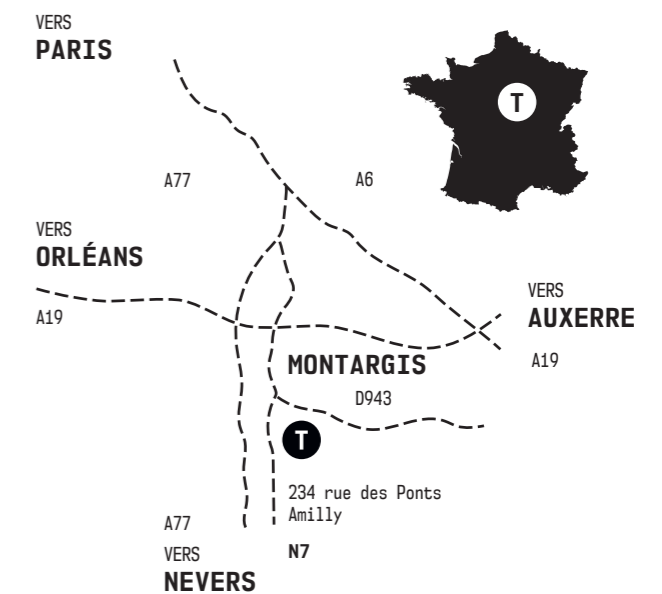 VERS
PARIS
T
A77
A6
VERS
ORLÉANS
A19
VERS
AUXERRE
A19
MONTARGIS
D943
T
234 rue des Ponts
Amilly
A77
N7
VERS
NEVERS